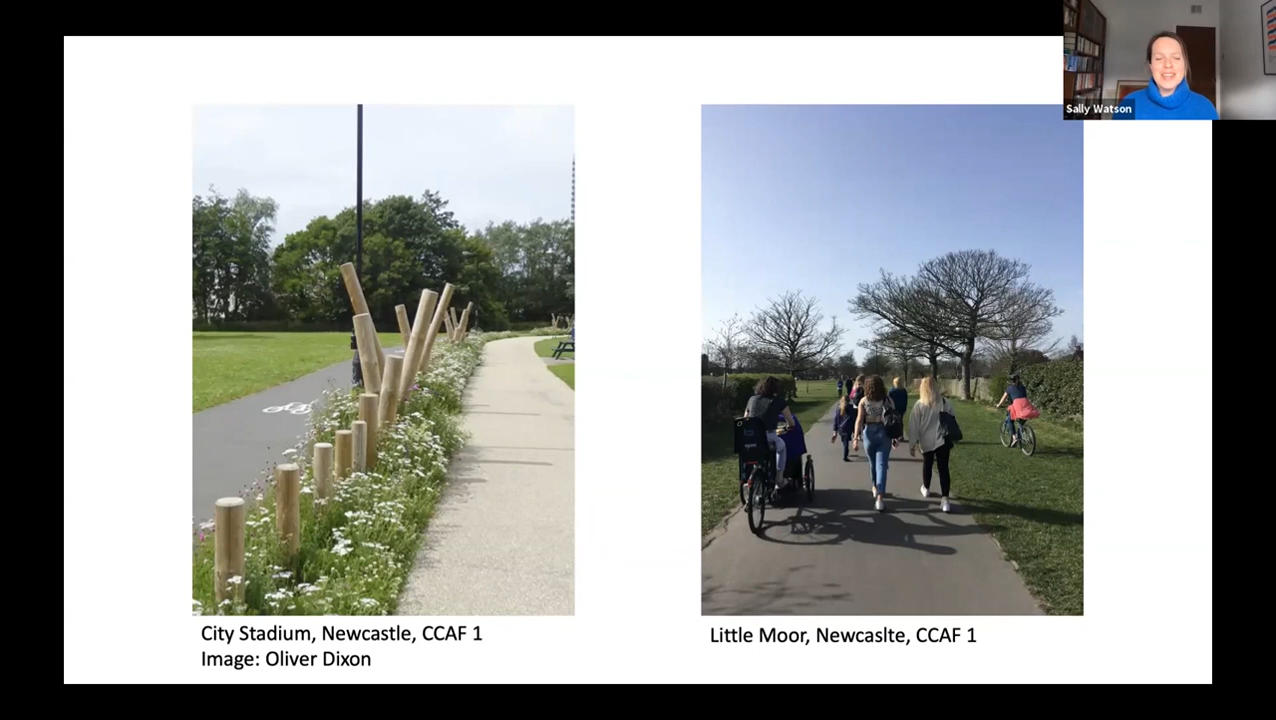 Sally Watson
City Stadium, Newcastle, CCAF 1
Image: Oliver Dixon
Little Moor, Newcaslte, CCAF 1